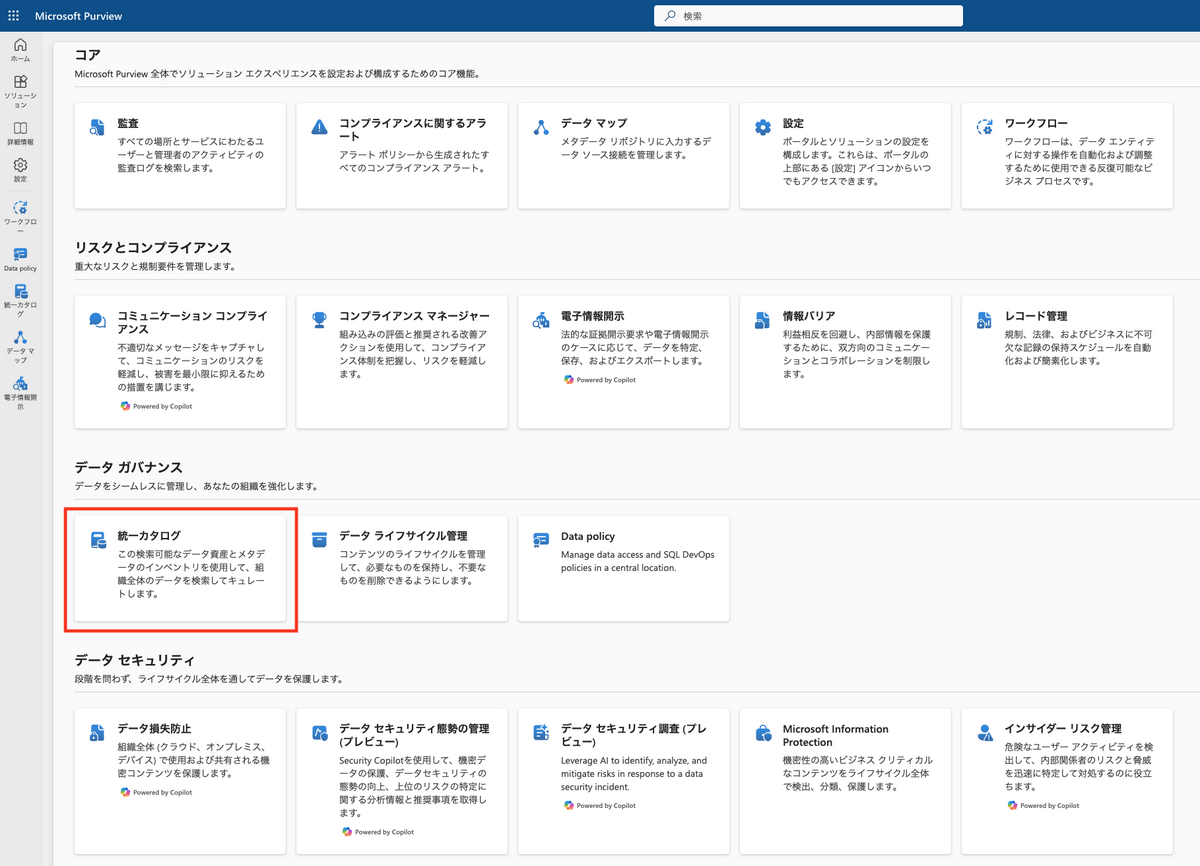 Microsoft Purview
検索
ホーム
ソリューシ
ョン
詳細情報
設定
ワークフロ
ー
Data policy
統一カタロ
グ
データ マ
ップ
電子情報開
示
コア
Microsoft Purview 全体でソリューション エクスペリエンスを設定および構成するためのコア機能。
監査
すべての場所とサービスにわたるユ
ーザーと管理者のアクティビティの
監査ログを検索します。
コンプライアンスに関するアラ
ート
アラート ポリシーから生成されたす
べてのコンプライアンス アラート。
データ マップ
メタデータ リポジトリに入力するデ
ータ ソース接続を管理します。
設定
ポータルとソリューションの設定を
構成します。これらは、ポータルの
上部にある [設定] アイコンからいつ
でもアクセスできます。
ワークフロー
ワークフローは、データ エンティテ
ィに対する操作を自動化および調整
するために使用できる反復可能なビ
ジネス プロセスです。
リスクとコンプライアンス
重大なリスクと規制要件を管理します。
コミュニケーション コンプライ
アンス
不適切なメッセージをキャプチャし
て、コミュニケーションのリスクを
軽減し、被害を最小限に抑えるため
の措置を講じます。
Powered by Copilot
コンプライアンス マネージャー
組み込みの評価と推奨される改善ア
クションを使用して、コンプライア
ンス体制を把握し、リスクを軽減し
ます。
電子情報開示
法的な証拠開示要求や電子情報開示
のケースに応じて、データを特定、
保存、およびエクスポートします。
Powered by Copilot
情報バリア
利益相反を回避し、内部情報を保護
するために、双方向のコミュニケー
ションとコラボレーションを制限し
ます。
レコード管理
規制、法律、およびビジネスに不可
欠な記録の保持スケジュールを自動
化および簡素化します。
データ ガバナンス
データをシームレスに管理し、あなたの組織を強化します。
統一カタログ
この検索可能なデータ資産とメタデ
ータのインベントリを使用して、組
織全体のデータを検索してキュレー
トします。
データ ライフサイクル管理
コンテンツのライフサイクルを管理
して、必要なものを保持し、不要な
ものを削除できるようにします。
Data policy
Manage data access and SQL DevOps
policies in a central location.
データ セキュリティ
段階を問わず、ライフサイクル全体を通してデータを保護します。
データ損失防止
組織全体 (クラウド、オンプレミス、
デバイス) で使用および共有される機
密コンテンツを保護します。
Powered by Copilot
データ セキュリティ態勢の管理
(プレビュー)
Security Copilotを使用して、機密デ
ータの保護、データセキュリティの
態勢の向上、上位のリスクの特定に
関する分析情報と推奨事項を取得し
ます。
Powered by Copilot
データ セキュリティ調査 (プレ
ビュー)
Leverage AI to identify, analyze, and
mitigate risks in response to a data
security incident.
Powered by Copilot
Microsoft Information
Protection
機密性の高いビジネス クリティカル
なコンテンツをライフサイクル全体
で検出、分類、保護します。
インサイダー リスク管理
危険なユーザー アクティビティを検
出して、内部関係者のリスクと脅威
を迅速に特定して対処するのに役立
ちます。
Powered by Copilot